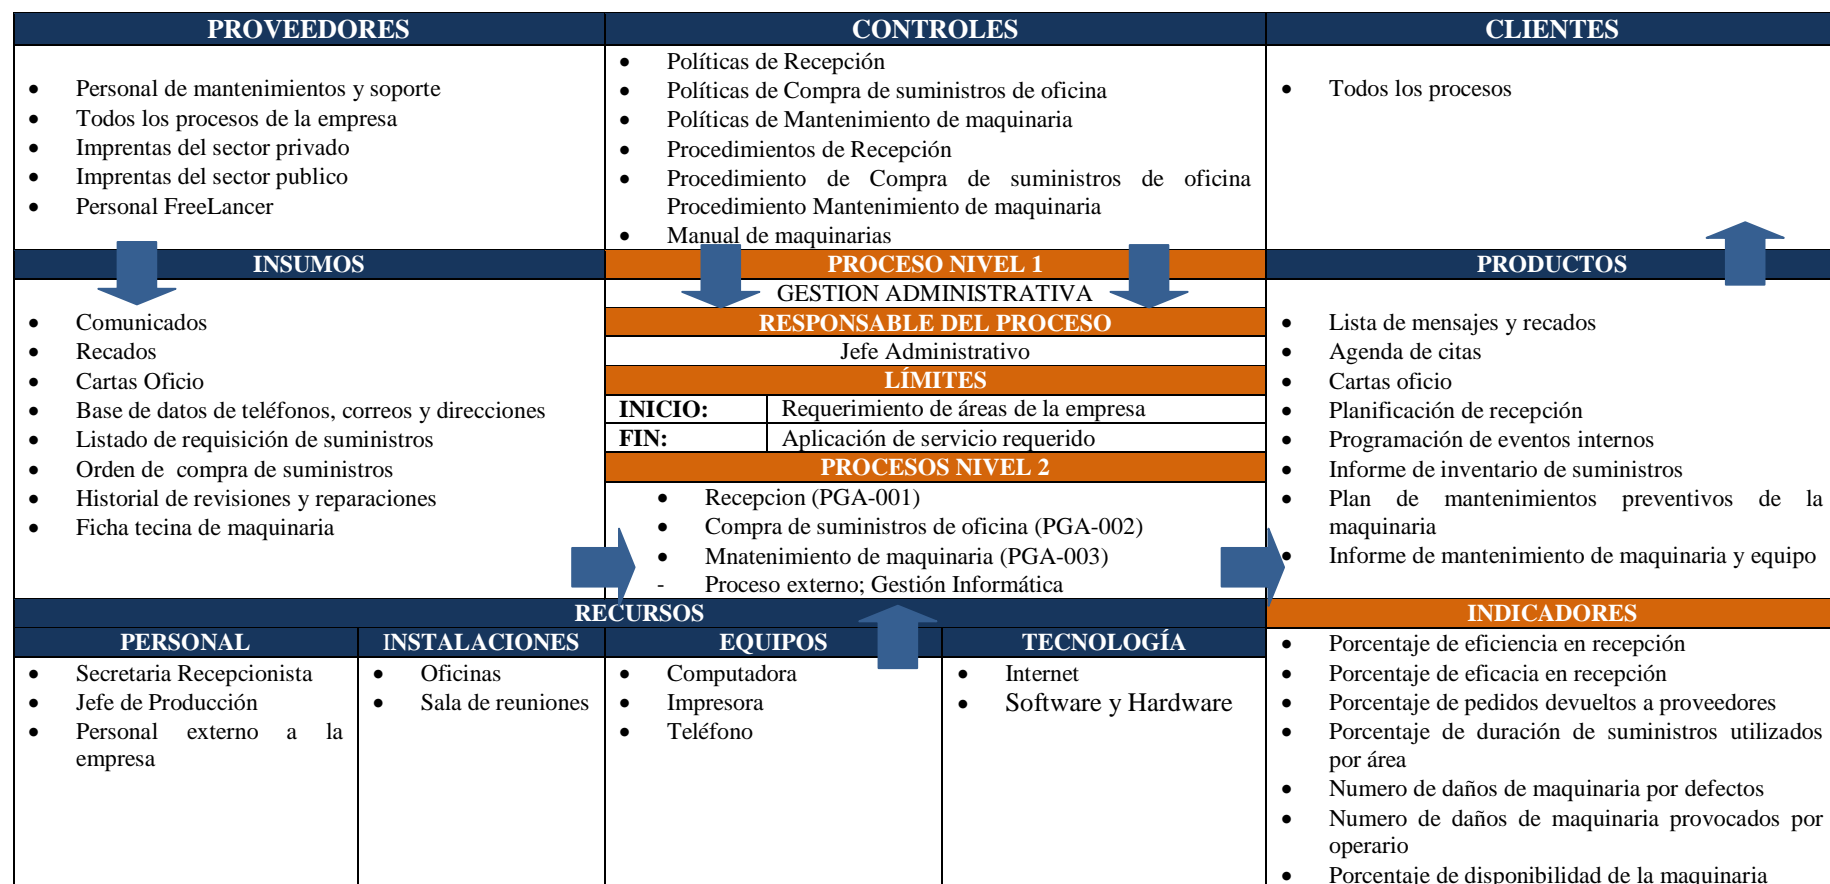 PROVEEDORES
CONTROLES
CLIENTES
• Personal de mantenimientos y soporte
• Todos los procesos de la empresa
• Imprentas del sector privado
• Imprentas del sector publico
• Personal FreeLancer
• Políticas de Recepción
• Políticas de Compra de suministros de oficina
• Políticas de Mantenimiento de maquinaria
• Procedimientos de Recepción
• Procedimiento de Compra de suministros de oficina
Procedimiento Mantenimiento de maquinaria
• Manual de maquinarias
• Todos los procesos
INSUMOS
PROCESO NIVEL 1
PRODUCTOS
• Comunicados
• Recados
• Cartas Oficio
• Base de datos de teléfonos, correos y direcciones
• Listado de requisición de suministros
• Orden de compra de suministros
• Historial de revisiones y reparaciones
• Ficha tecina de maquinaria
GESTION ADMINISTRATIVA
RESPONSABLE DEL PROCESO
Jefe Administrativo
LÍMITES
INICIO: Requerimiento de áreas de la empresa
FIN: Aplicación de servicio requerido
PROCESOS NIVEL 2
• Recepcion (PGA-001)
• Compra de suministros de oficina (PGA-002)
• Mnatenimiento de maquinaria (PGA-003)
- Proceso externo; Gestión Informática
• Lista de mensajes y recados
• Agenda de citas
• Cartas oficio
• Planificación de recepción
• Programación de eventos internos
• Informe de inventario de suministros
• Plan de mantenimientos preventivos de la
maquinaria
• Informe de mantenimiento de maquinaria y equipo
RECURSOS
INDICADORES
PERSONAL
INSTALACIONES
EQUIPOS
TECNOLOGÍA
• Secretaria Recepcionista
• Jefe de Producción
• Personal externo a la
empresa
• Oficinas
• Sala de reuniones
• Computadora
• Impresora
• Teléfono
• Internet
• Software y Hardware
• Porcentaje de eficiencia en recepción
• Porcentaje de eficacia en recepción
• Porcentaje de pedidos devueltos a proveedores
• Porcentaje de duración de suministros utilizados
por área
• Numero de daños de maquinaria por defectos
• Numero de daños de maquinaria provocados por
operario
• Porcentaje de disponibilidad de la maquinaria